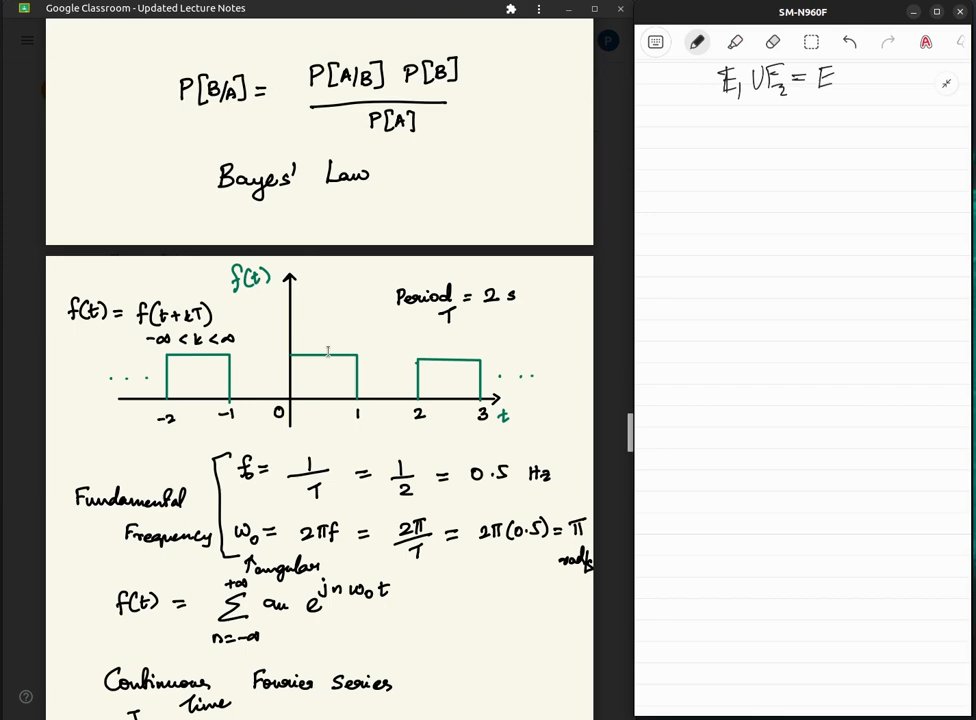 Google Classroom - Updated Lecture Notes
P[B/A] = P[A/B] P[B]
P[A]
Bayes' Law
f(t)
f(t) = f(t+kT)
-∞ < k < ∞
Period = 2 s
T
. . .
. . .
-2 -1 0 1 2 3 t
Fundamental
Frequency
f₀ = 1/T = 1/2 = 0.5 Hz
ω₀ = 2πf = 2π/T = 2π(0.5) = π
rad/s
↑angular
+∞
f(t) = Σ an e^jnω₀t
n=-∞
Continuous Fourier Series
Time
SM-N960F
E₁ ∪ E₂ = E
A
P